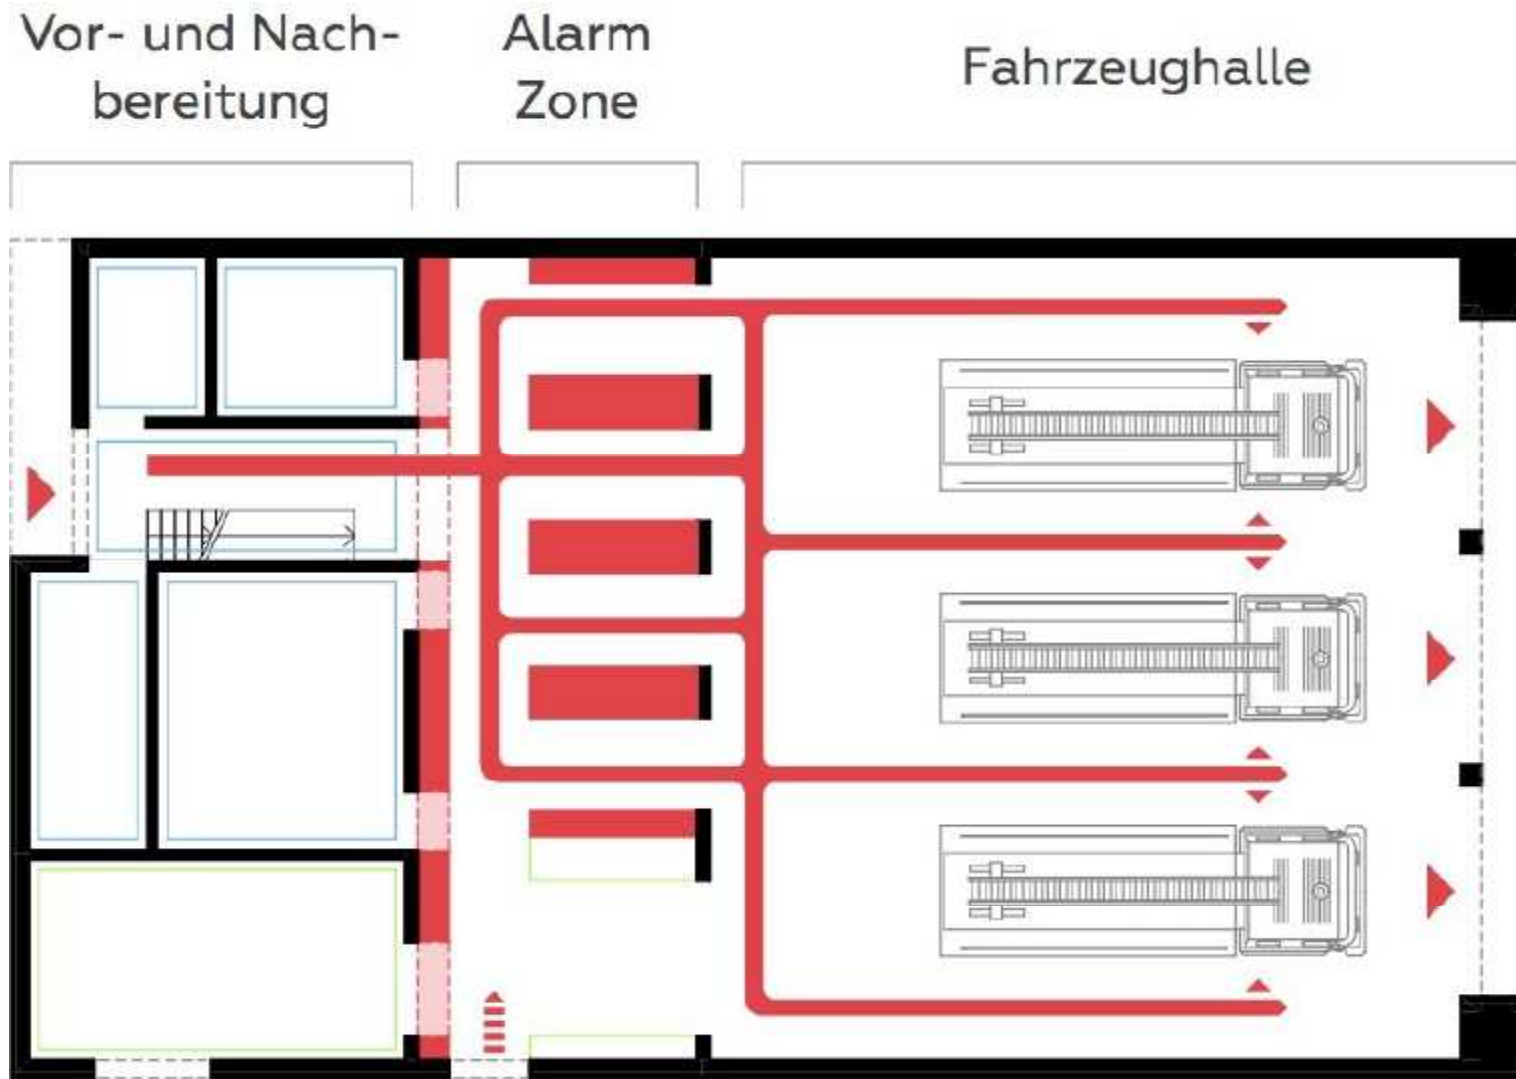 Vor- und Nach-
bereitung
Alarm
Zone
Fahrzeughalle